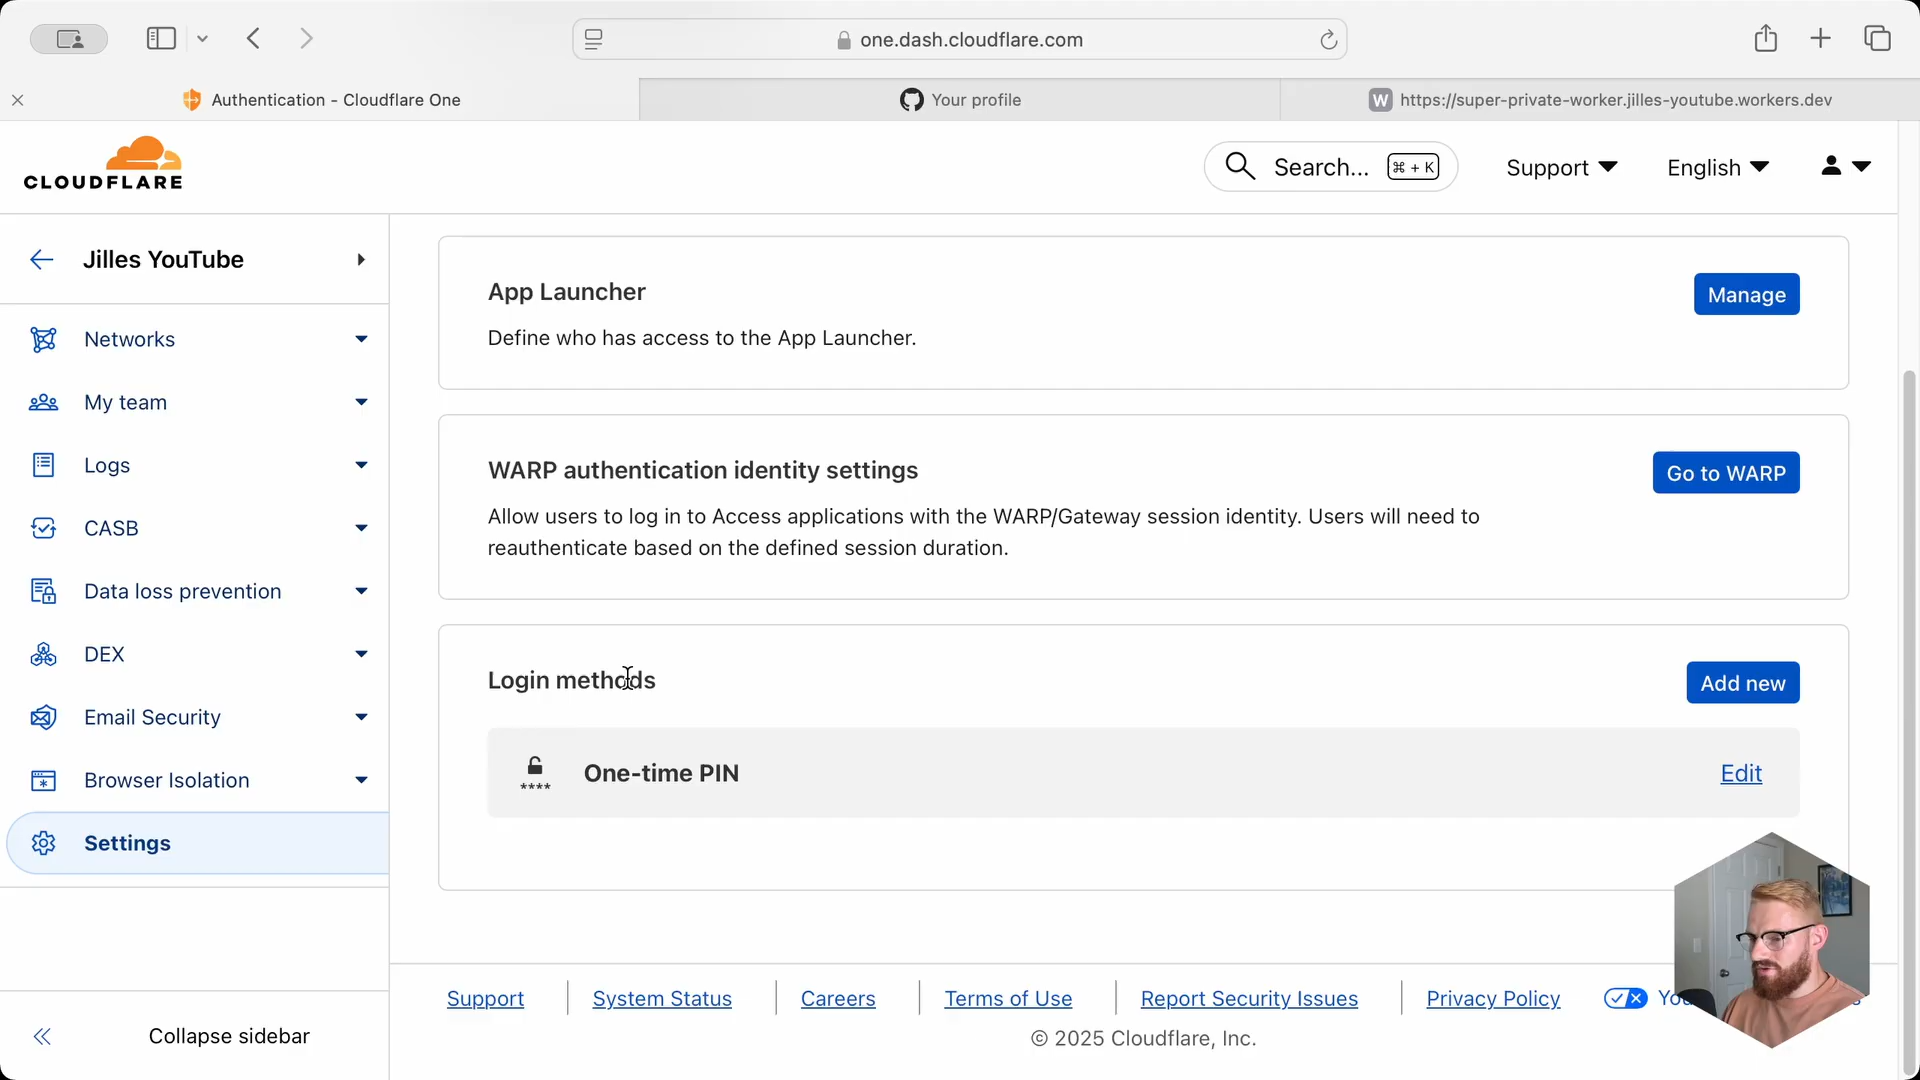 one.dash.cloudflare.com
Authentication - Cloudflare One
Your profile
W https://super-private-worker.jilles-youtube.workers.dev
CLOUDFLARE
Search... ⌘ + K
Support
English
Jilles YouTube
Networks
My team
Logs
CASB
Data loss prevention
DEX
Email Security
Browser Isolation
Settings
Collapse sidebar
App Launcher
Manage
Define who has access to the App Launcher.
WARP authentication identity settings
Go to WARP
Allow users to log in to Access applications with the WARP/Gateway session identity. Users will need to
reauthenticate based on the defined session duration.
Login methods
Add new
**** One-time PIN
Edit
Support
System Status
Careers
Terms of Use
Report Security Issues
Privacy Policy
© 2025 Cloudflare, Inc.